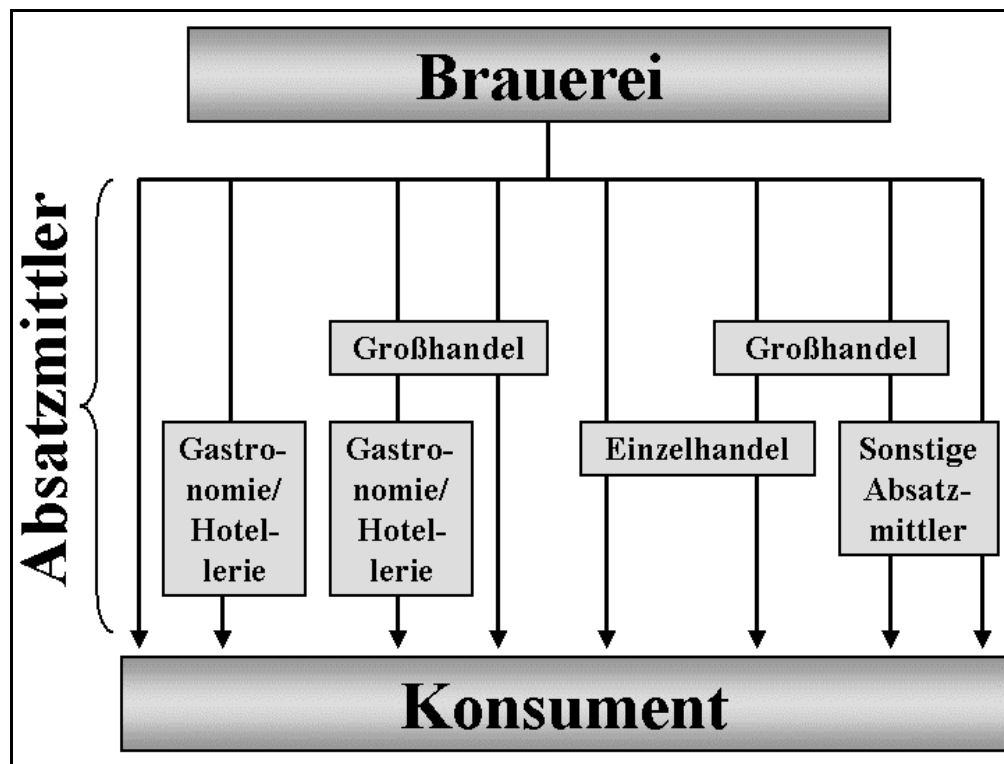 Brauerei
Absatzmittler
Großhandel
Großhandel
Gastro-
nomie/
Hotel-
lerie
Gastro-
nomie/
Hotel-
lerie
Einzelhandel
Sonstige
Absatz-
mittler
Konsument